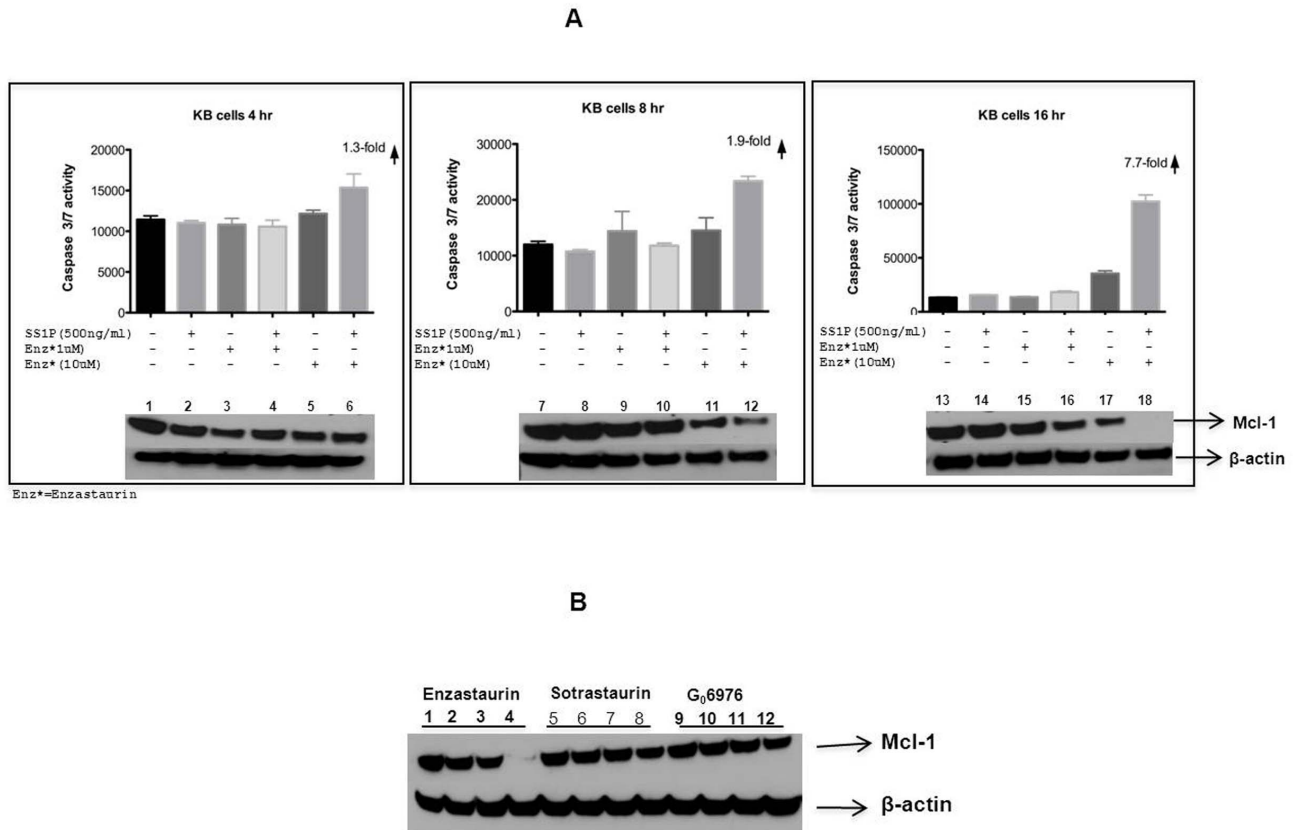 A
KB cells 4 hr
1.3-fold
Caspase 3/7 activity
20000
15000
10000
5000
0
SS1P(500ng/ml) – + – + – +
Enz*1uM) – – + + – –
Enz*(10uM) – – – – + +
1 2 3 4 5 6
Enz*=Enzastaurin
KB cells 8 hr
1.9-fold
Caspase 3/7 activity
30000
20000
10000
0
SS1P(500ng/ml) – + – + – +
Enz*1uM) – – + + – –
Enz*(10uM) – – – – + +
7 8 9 10 11 12
KB cells 16 hr
7.7-fold
Caspase 3/7 activity
150000
100000
50000
0
SS1P(500ng/ml) – + – + – +
Enz*1uM) – – + + – –
Enz*(10uM) – – – – + +
13 14 15 16 17 18
Mcl-1
β-actin
B
Enzastaurin Sotrastaurin G₀6976
1 2 3 4 5 6 7 8 9 10 11 12
Mcl-1
β-actin